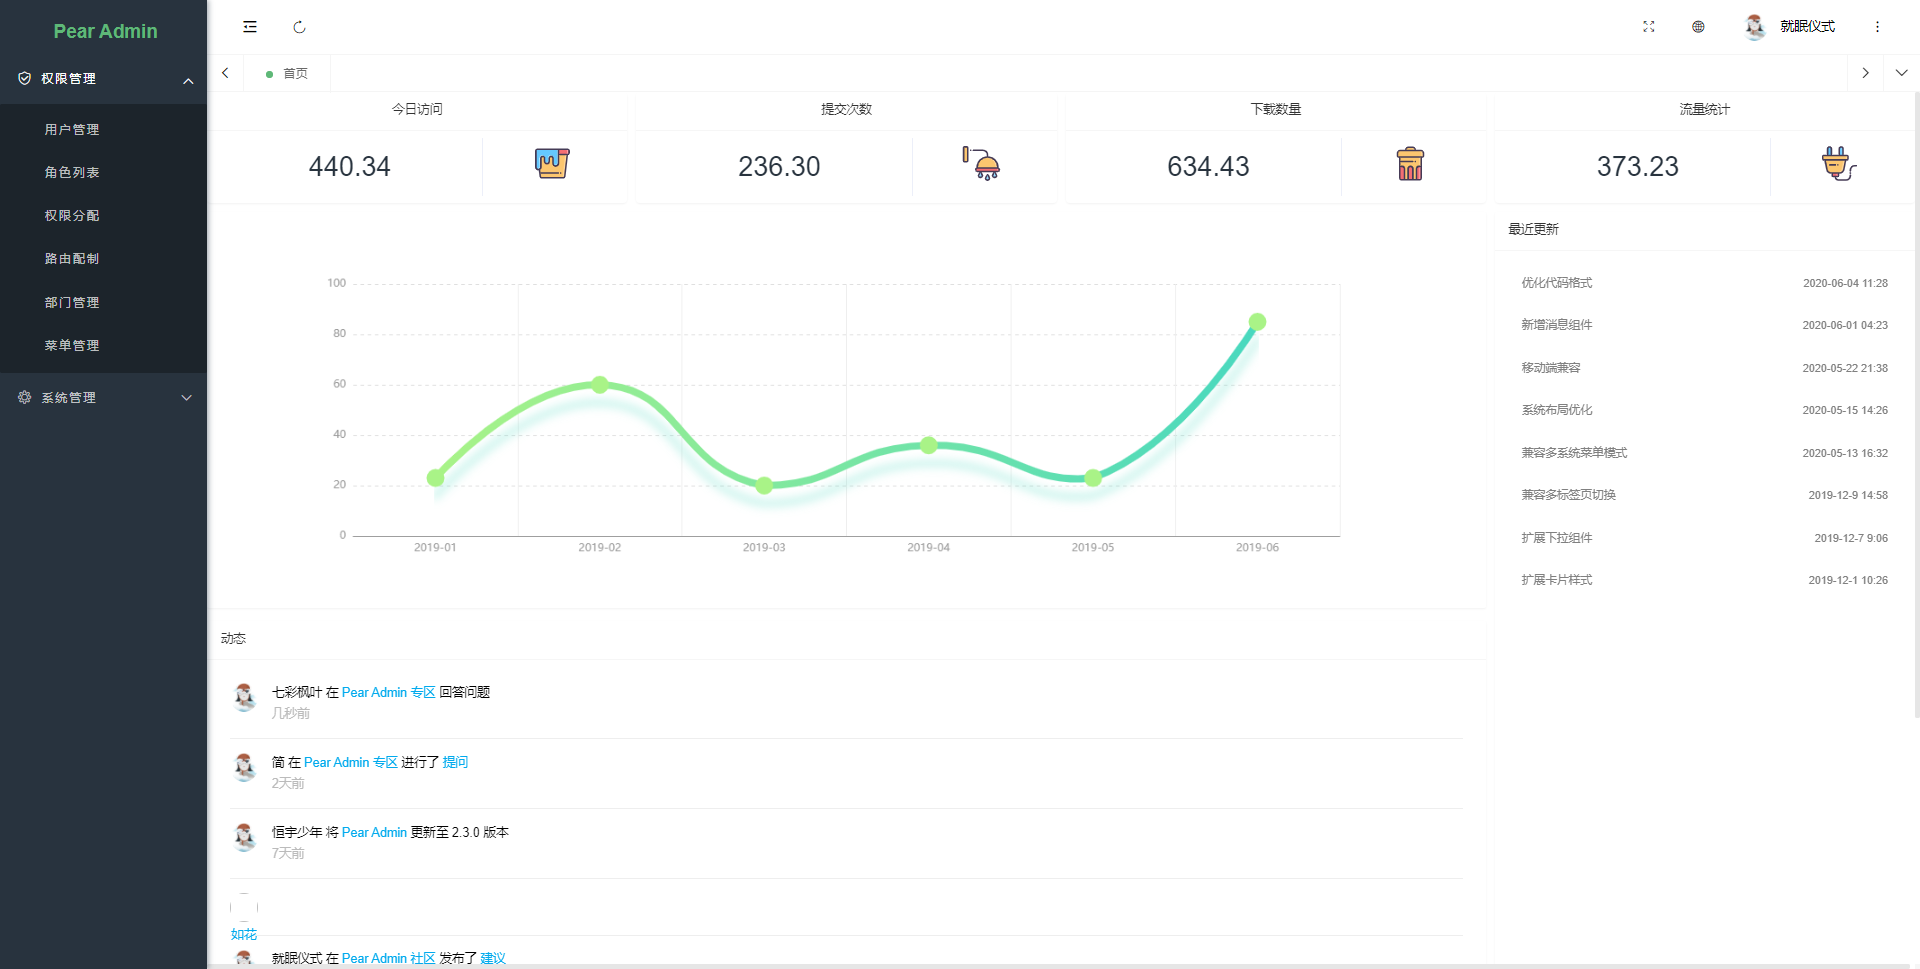 Pear Admin
权限管理
用户管理
角色列表
权限分配
路由配制
部门管理
菜单管理
系统管理
就眠仪式
首页
今日访问
440.34
提交次数
236.30
下载数量
634.43
流量统计
373.23
100
80
60
40
20
0
2019-01 2019-02 2019-03 2019-04 2019-05 2019-06
最近更新
优化代码格式 2020-06-04 11:28
新增消息组件 2020-06-01 04:23
移动端兼容 2020-05-22 21:38
系统布局优化 2020-05-15 14:26
兼容多系统菜单模式 2020-05-13 16:32
兼容多标签页切换 2019-12-9 14:58
扩展下拉组件 2019-12-7 9:06
扩展卡片样式 2019-12-1 10:26
动态
七彩枫叶 在 Pear Admin 专区 回答问题
几秒前
简 在 Pear Admin 专区 进行了 提问
2天前
恒宇少年 将 Pear Admin 更新至 2.3.0 版本
7天前
如花
就眠仪式 在 Pear Admin 社区 发布了 建议